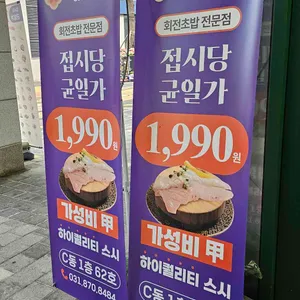 회전초밥 전문점
접시당
균일가
1,990원
가성비 甲
하이퀄리티 스시
C동 1층 62호
031.870.8484
회전초밥 전문점
접시당
균일가
1,990원
가성비 甲
하이퀄리티 스시
C동 1층 62호